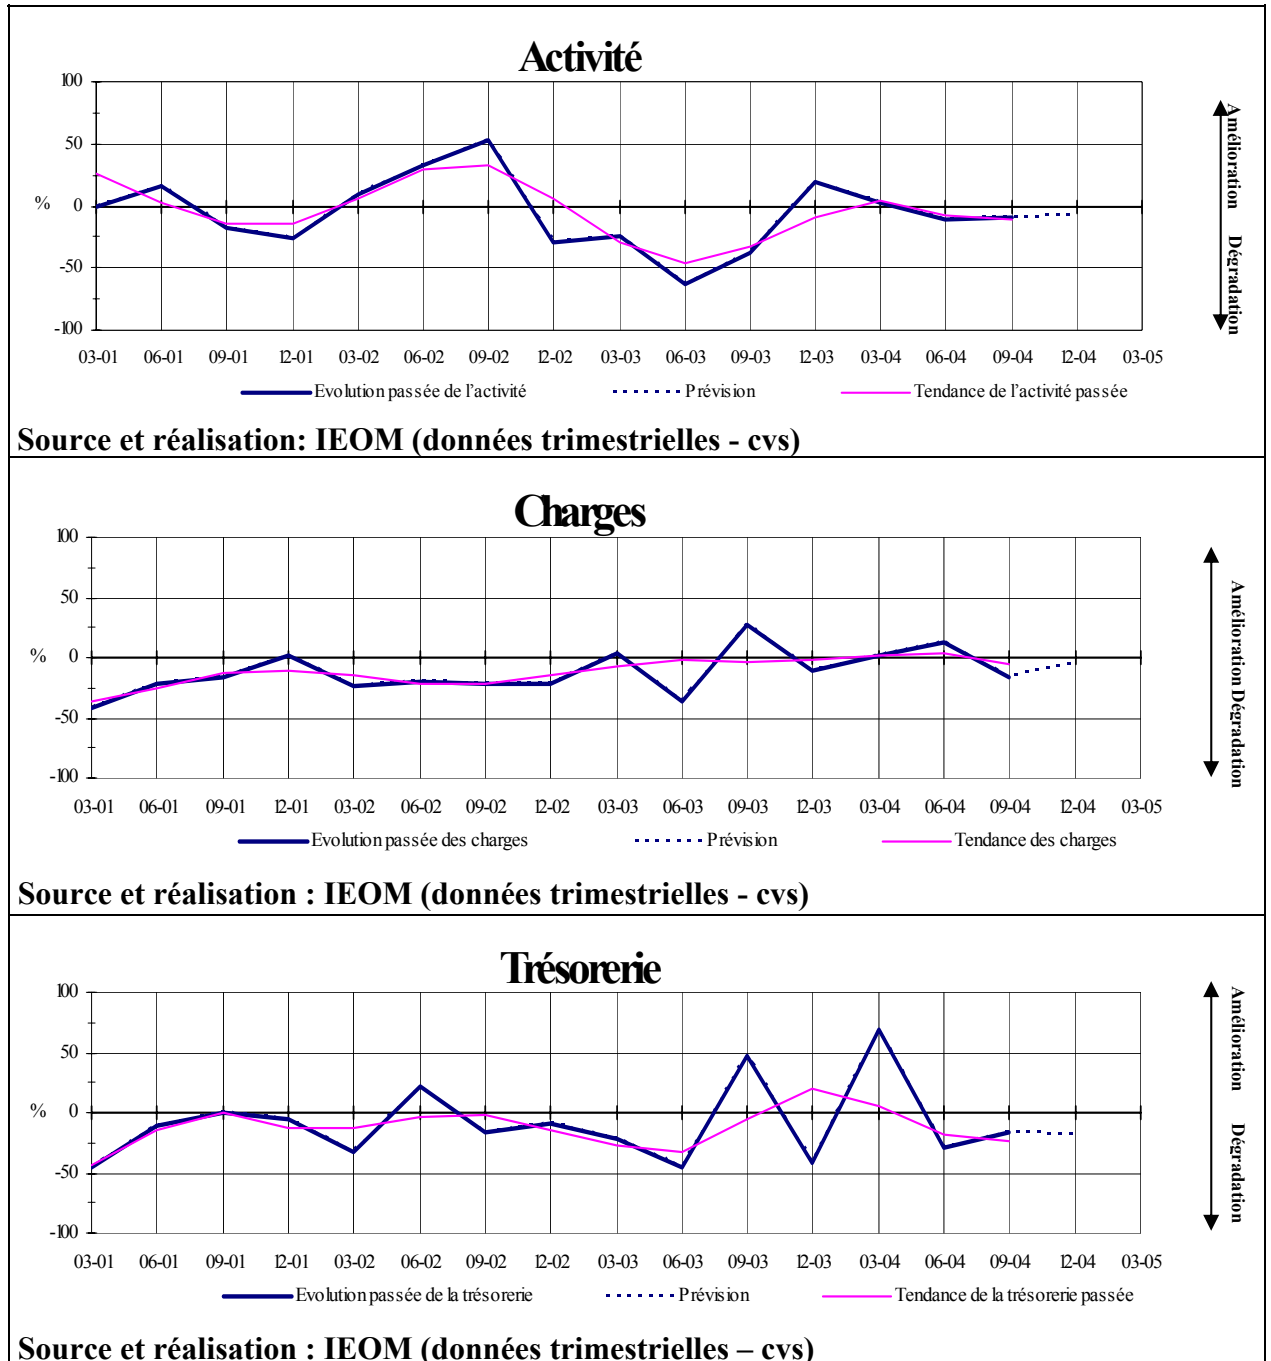 Activité
100
50
% 0
-50
-100
03-01 06-01 09-01 12-01 03-02 06-02 09-02 12-02 03-03 06-03 09-03 12-03 03-04 06-04 09-04 12-04 03-05
Evolution passée de l'activité Prévision Tendance de l'activité passée
Amélioration
Dégradation
Source et réalisation: IEOM (données trimestrielles - cvs)
Charges
100
50
% 0
-50
-100
03-01 06-01 09-01 12-01 03-02 06-02 09-02 12-02 03-03 06-03 09-03 12-03 03-04 06-04 09-04 12-04 03-05
Evolution passée des charges Prévision Tendance des charges
Amélioration Dégradation
Source et réalisation : IEOM (données trimestrielles - cvs)
Trésorerie
100
50
% 0
-50
-100
03-01 06-01 09-01 12-01 03-02 06-02 09-02 12-02 03-03 06-03 09-03 12-03 03-04 06-04 09-04 12-04 03-05
Evolution passée de la trésorerie Prévision Tendance de la trésorerie passée
Amélioration
Dégradation
Source et réalisation : IEOM (données trimestrielles – cvs)